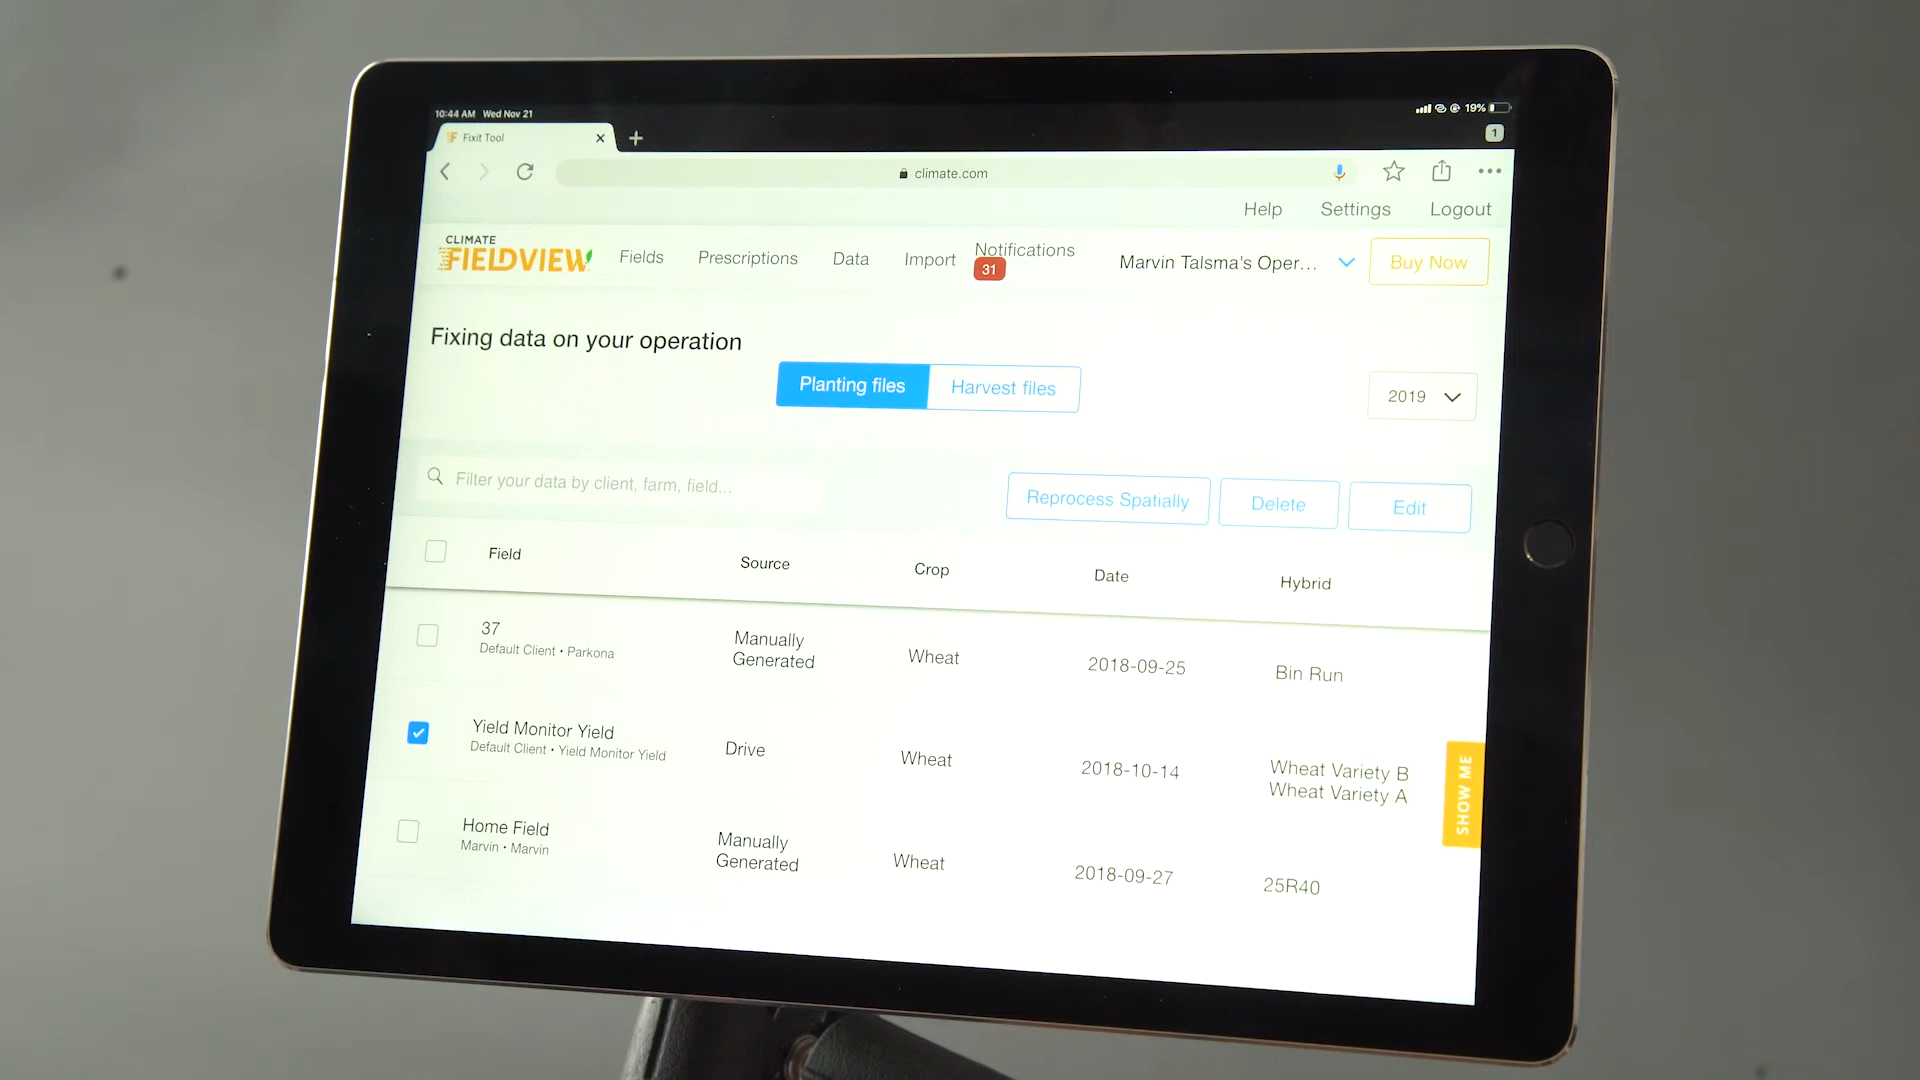 10:44 AM Wed Nov 21
19%
Fixit Tool
1
climate.com
Help Settings Logout
CLIMATE
FIELDVIEW
Fields Prescriptions Data Import Notifications
31
Marvin Talsma's Oper...
Buy Now
Fixing data on your operation
Planting files Harvest files
2019
Filter your data by client, farm, field...
Reprocess Spatially Delete Edit
Field Source Crop Date Hybrid
37
Default Client • Parkona
Manually
Generated
Wheat
2018-09-25
Bin Run
Yield Monitor Yield
Default Client • Yield Monitor Yield
Drive
Wheat
2018-10-14
Wheat Variety B
Wheat Variety A
SHOW ME
Home Field
Marvin • Marvin
Manually
Generated
Wheat
2018-09-27
25R40